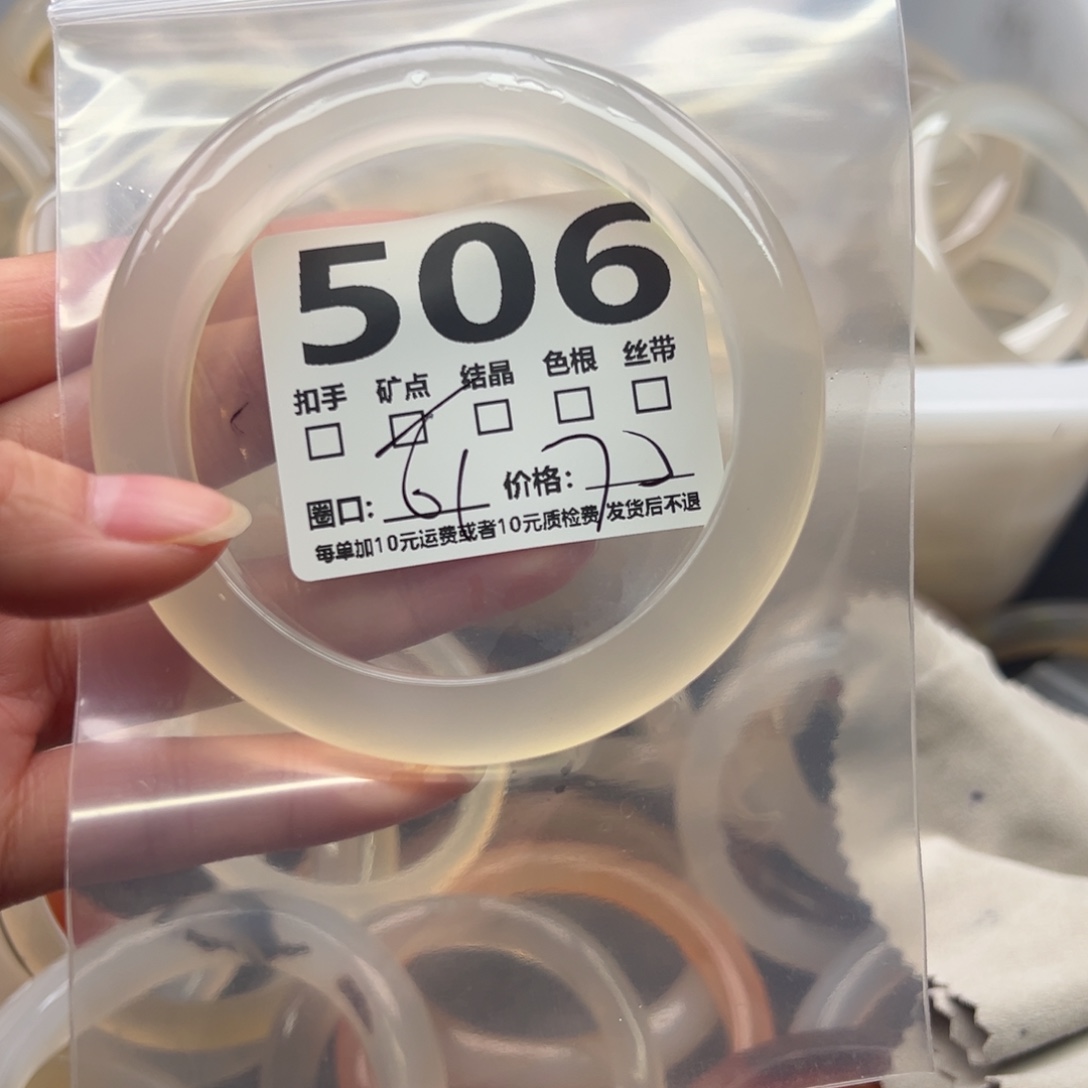 506
扣手 矿点 结晶 色根 丝带
圈口: 61 价格: 72
每单加10元运费或者10元质检费 发货后不退